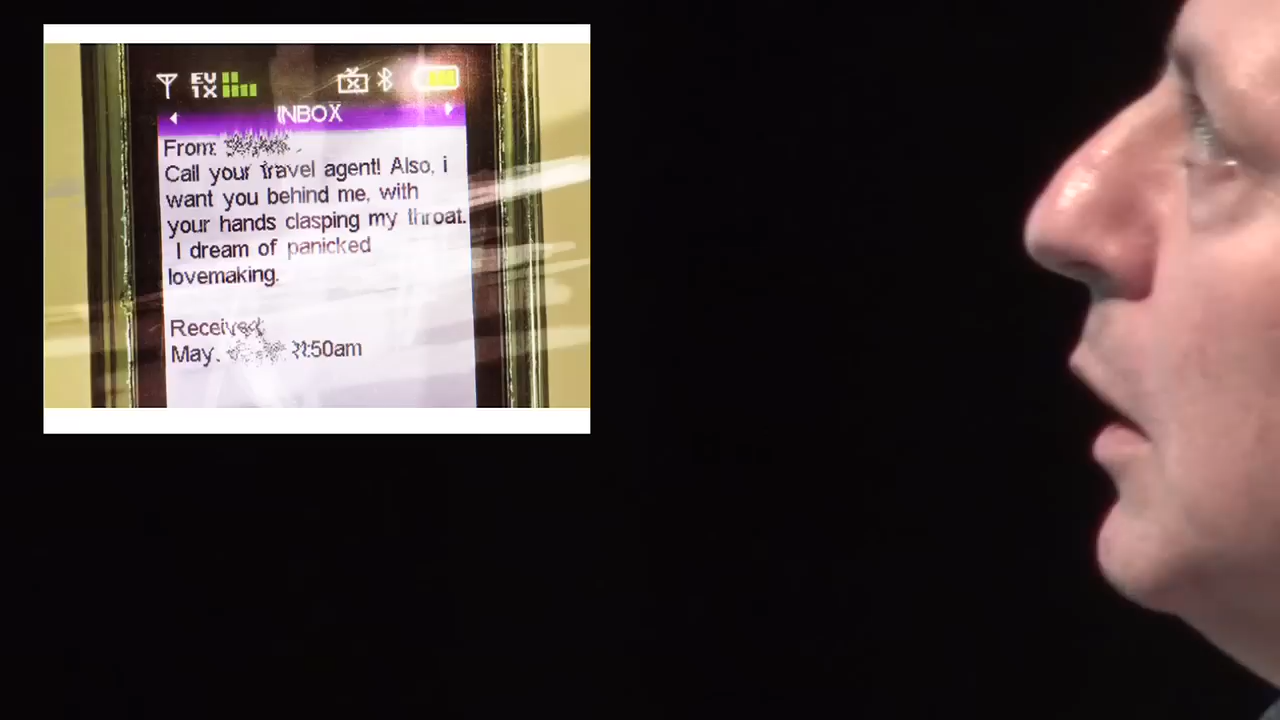 EV
1X
INBOX
From:
Call your travel agent! Also, i
want you behind me, with
your hands clasping my throat.
I dream of panicked
lovemaking.
Received:
May. :50am